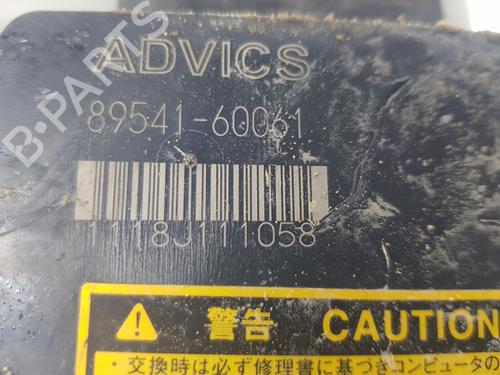 ADVICS
89541-60061
1118J111058
警告 CAUTION
・交換時は必ず修理書に基づきコンピュータの
B-PARTS